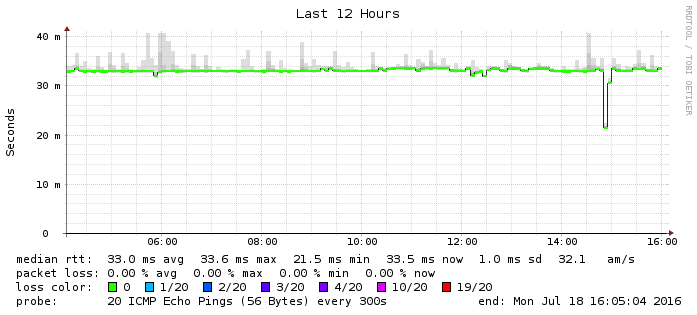 Last 12 Hours
RRDTOOL / TOBI OETIKER
Seconds
40 m
30 m
20 m
10 m
0
06:00 08:00 10:00 12:00 14:00 16:00
median rtt: 33.0 ms avg 33.6 ms max 21.5 ms min 33.5 ms now 1.0 ms sd 32.1 am/s
packet loss: 0.00 % avg 0.00 % max 0.00 % min 0.00 % now
loss color: 0 1/20 2/20 3/20 4/20 10/20 19/20
probe: 20 ICMP Echo Pings (56 Bytes) every 300s end: Mon Jul 18 16:05:04 2016